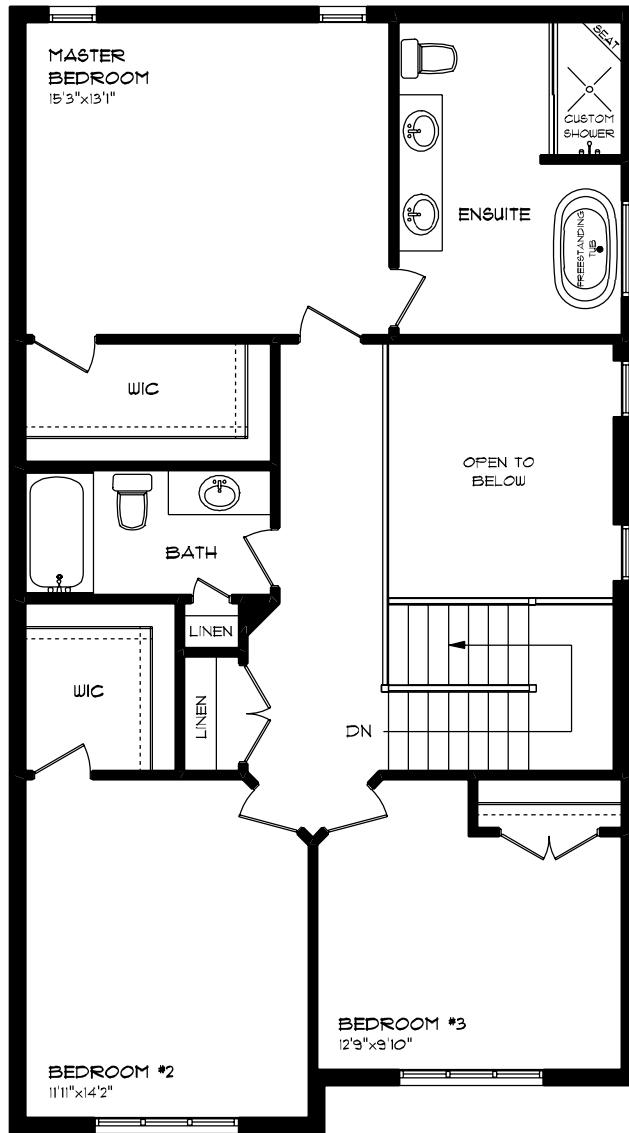 MASTER
BEDROOM
15'3"x13'1"
SEAT
CUSTOM
SHOWER
ENSUITE
FREESTANDING
TUB
WIC
OPEN TO
BELOW
BATH
LINEN
WIC
LINEN
DN
BEDROOM #3
12'9"x9'10"
BEDROOM #2
11'11"x14'2"